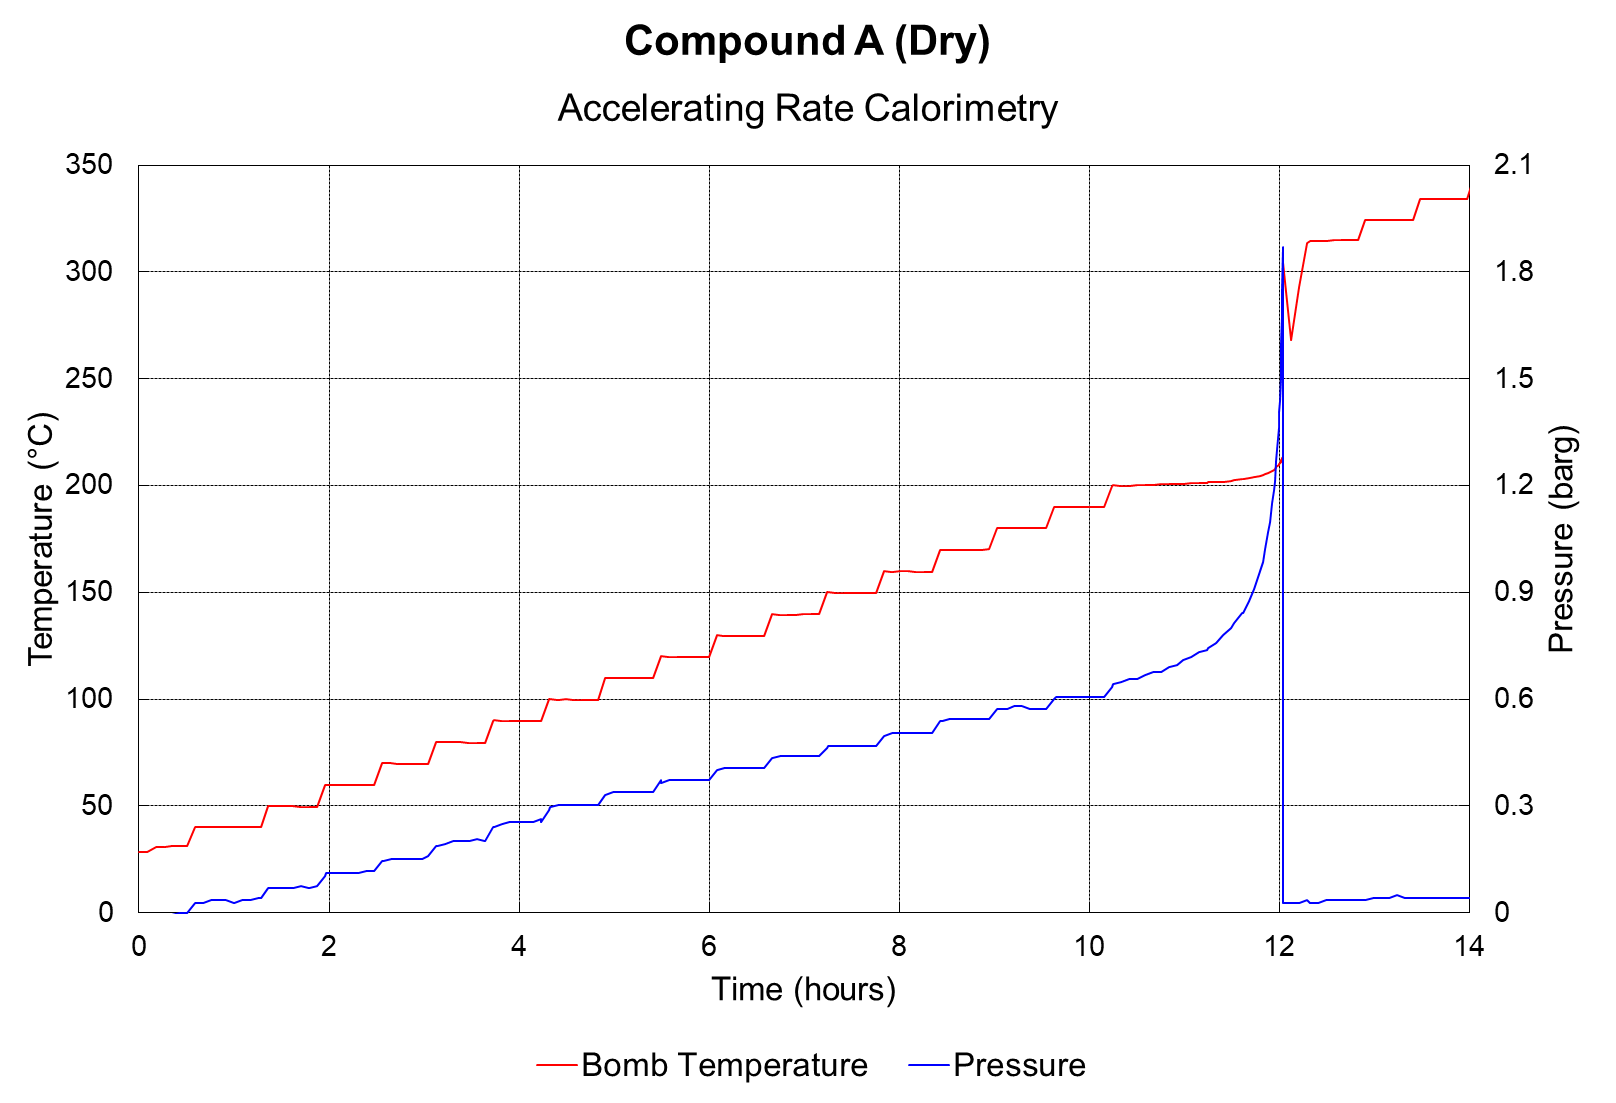 Compound A (Dry)
Accelerating Rate Calorimetry
350
300
250
200
150
100
50
0
Temperature (°C)
2.1
1.8
1.5
1.2
0.9
0.6
0.3
0
Pressure (barg)
0 2 4 6 8 10 12 14
Time (hours)
Bomb Temperature Pressure